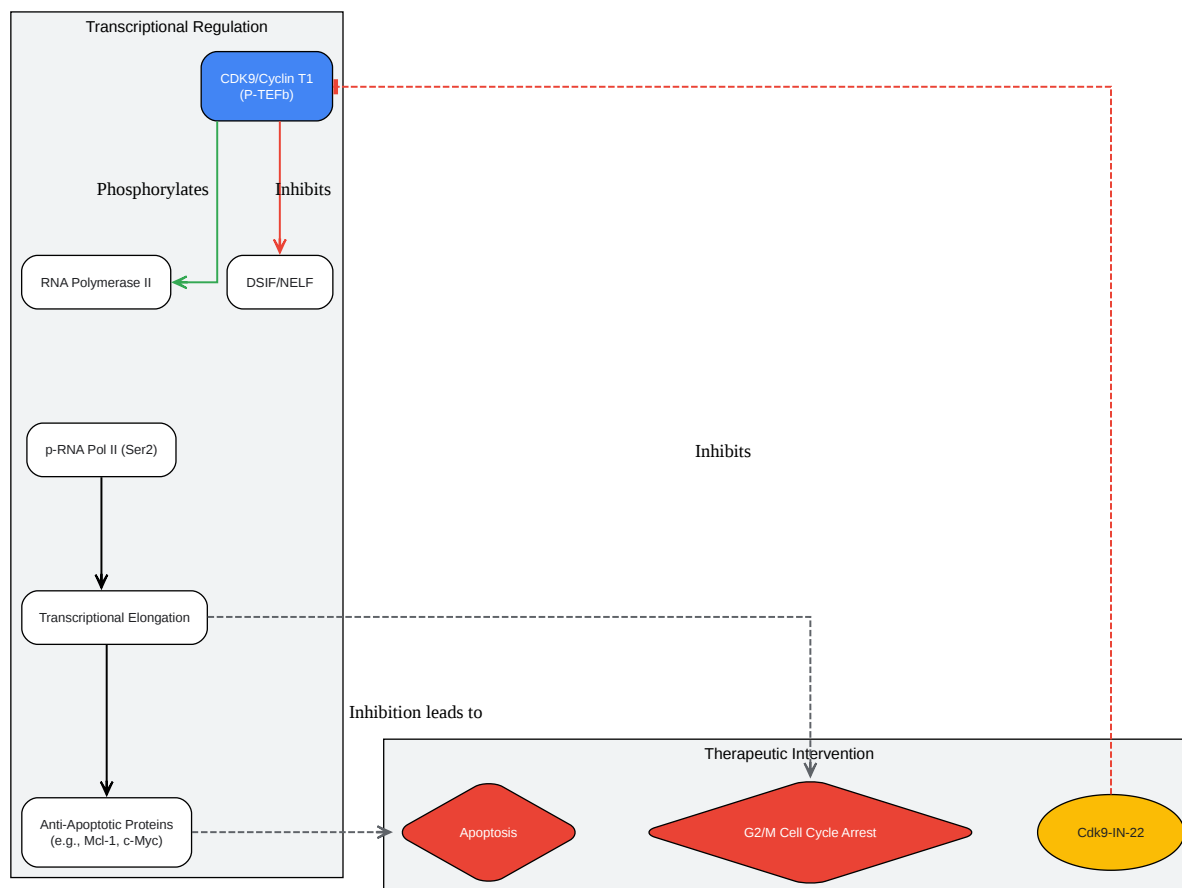 Transcriptional Regulation
CDK9/Cyclin T1
(P-TEFb)
Phosphorylates
Inhibits
RNA Polymerase II
DSIF/NELF
p-RNA Pol II (Ser2)
Inhibits
Transcriptional Elongation
Inhibition leads to
Therapeutic Intervention
Anti-Apoptotic Proteins
(e.g., Mcl-1, c-Myc)
Apoptosis
G2/M Cell Cycle Arrest
Cdk9-IN-22